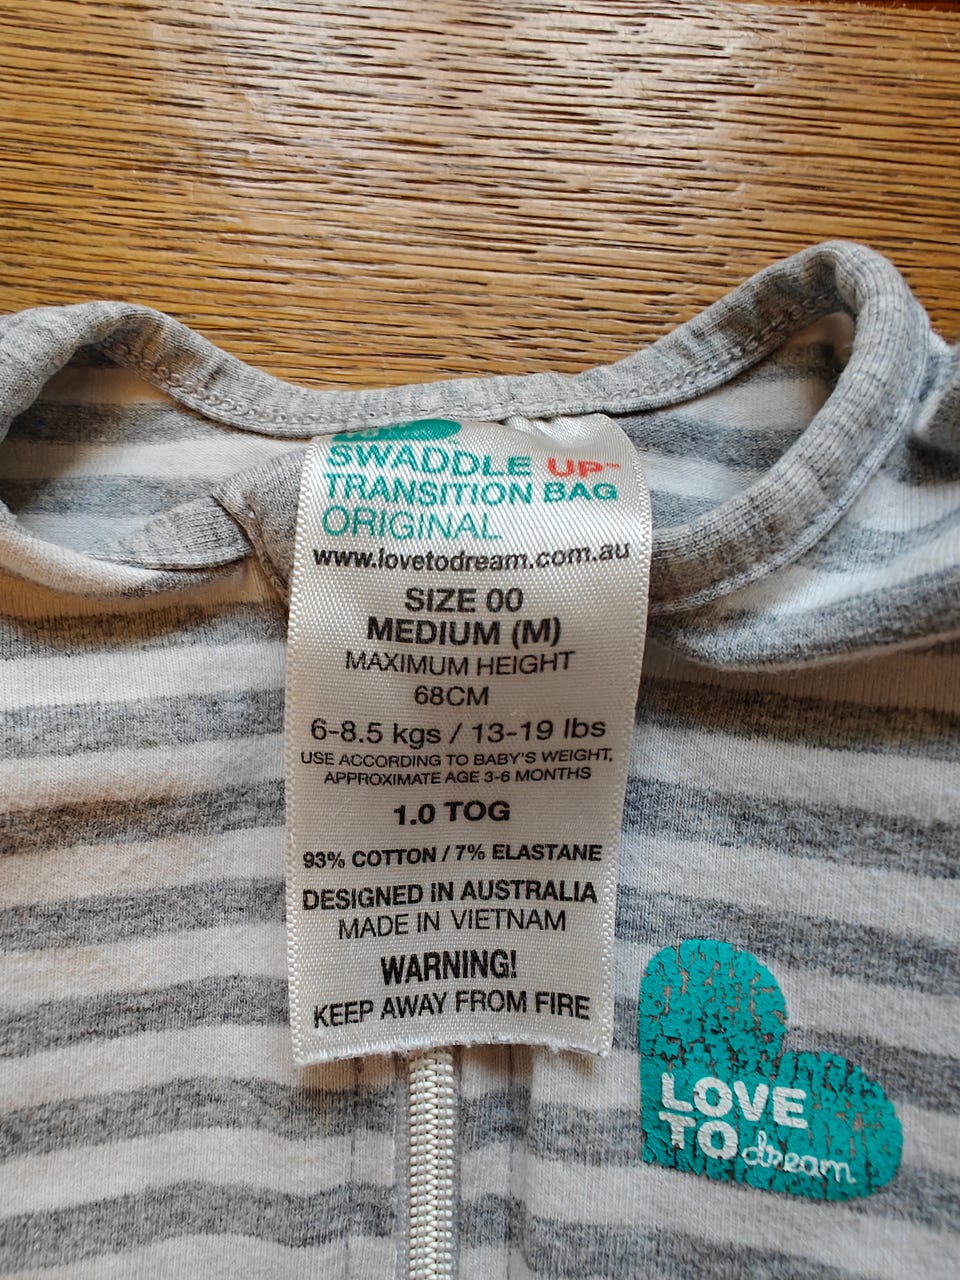 SWADDLE UP™
TRANSITION BAG
ORIGINAL
www.lovetodream.com.au
SIZE 00
MEDIUM (M)
MAXIMUM HEIGHT
68CM
6-8.5 kgs / 13-19 lbs
USE ACCORDING TO BABY'S WEIGHT,
APPROXIMATE AGE 3-6 MONTHS
1.0 TOG
93% COTTON / 7% ELASTANE
DESIGNED IN AUSTRALIA
MADE IN VIETNAM
WARNING!
KEEP AWAY FROM FIRE
LOVE
TO dream